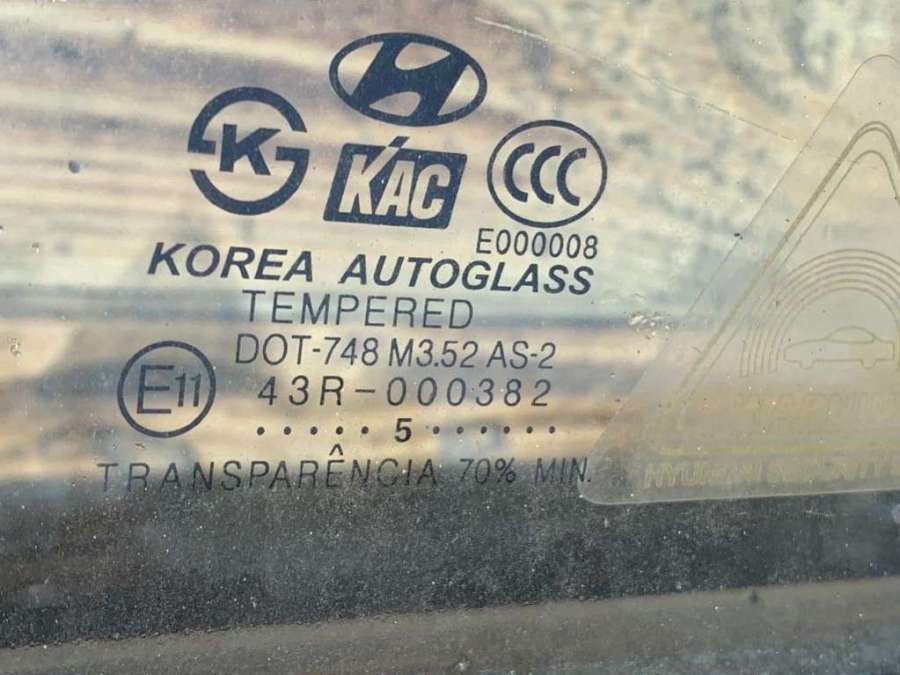 K
KAC
CCC
E000008
KOREA AUTOGLASS
TEMPERED
DOT-748 M3.52 AS-2
E11
43R-000382
•••••5••••••
TRANSPARÊNCIA 70% MIN.